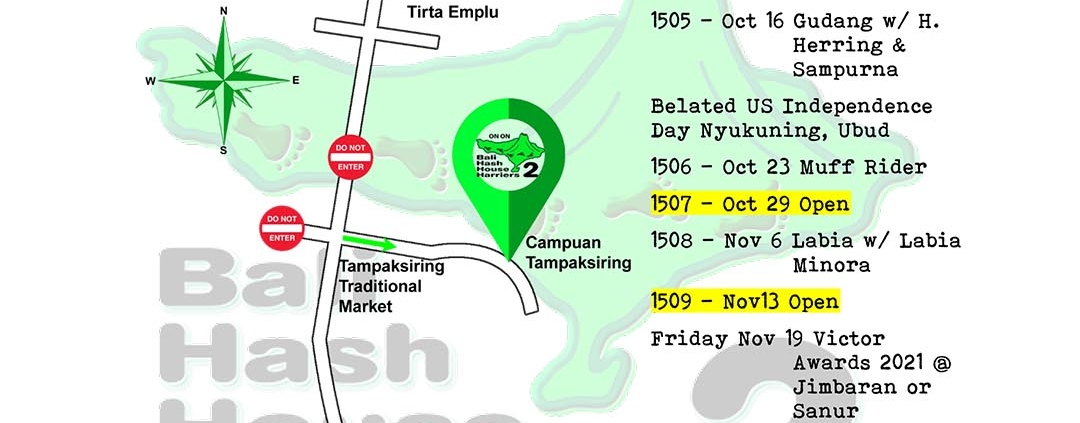 N
W
E
S
Tirta Emplu
DO NOT
ENTER
DO NOT
ENTER
ON ON
Bali
Hash
House
Harriers 2
Campuan
Tampaksiring
Tampaksiring
Traditional
Market
Bali
Hash
House
2
1505 - Oct 16 Gudang w/ H.
Herring &
Sampurna
Belated US Independence
Day Nyukuning, Ubud
1506 - Oct 23 Muff Rider
1507 - Oct 29 Open
1508 - Nov 6 Labia w/ Labia
Minora
1509 - Nov13 Open
Friday Nov 19 Victor
Awards 2021 @
Jimbaran or
Sanur